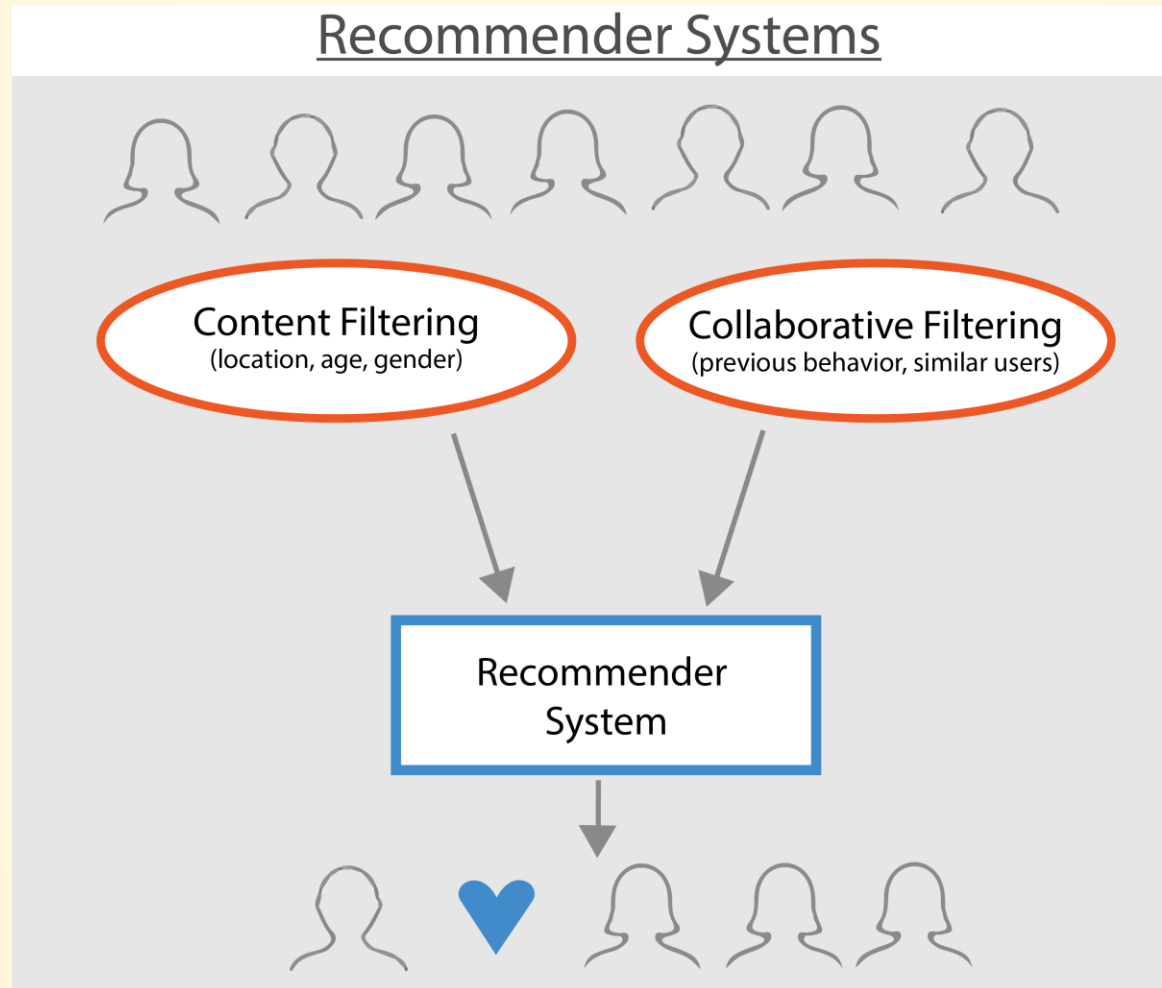 Recommender Systems
Content Filtering
(location, age, gender)
Collaborative Filtering
(previous behavior, similar users)
Recommender
System